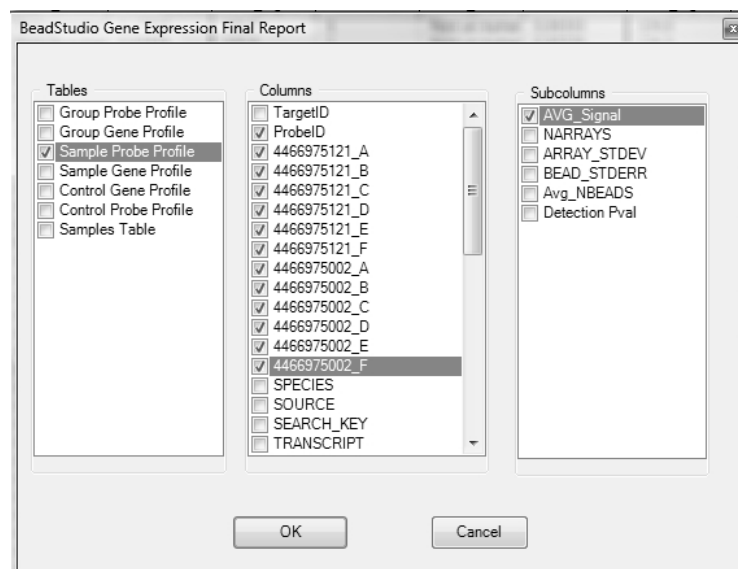 BeadStudio Gene Expression Final Report
Tables
Group Probe Profile
Group Gene Profile
Sample Probe Profile
Sample Gene Profile
Control Gene Profile
Control Probe Profile
Samples Table
Columns
TargetID
ProbeID
4466975121_A
4466975121_B
4466975121_C
4466975121_D
4466975121_E
4466975121_F
4466975002_A
4466975002_B
4466975002_C
4466975002_D
4466975002_E
4466975002_F
SPECIES
SOURCE
SEARCH_KEY
TRANSCRIPT
Subcolumns
AVG_Signal
NARRAYS
ARRAY_STDEV
BEAD_STDERR
Avg_NBEADS
Detection Pval
OK
Cancel